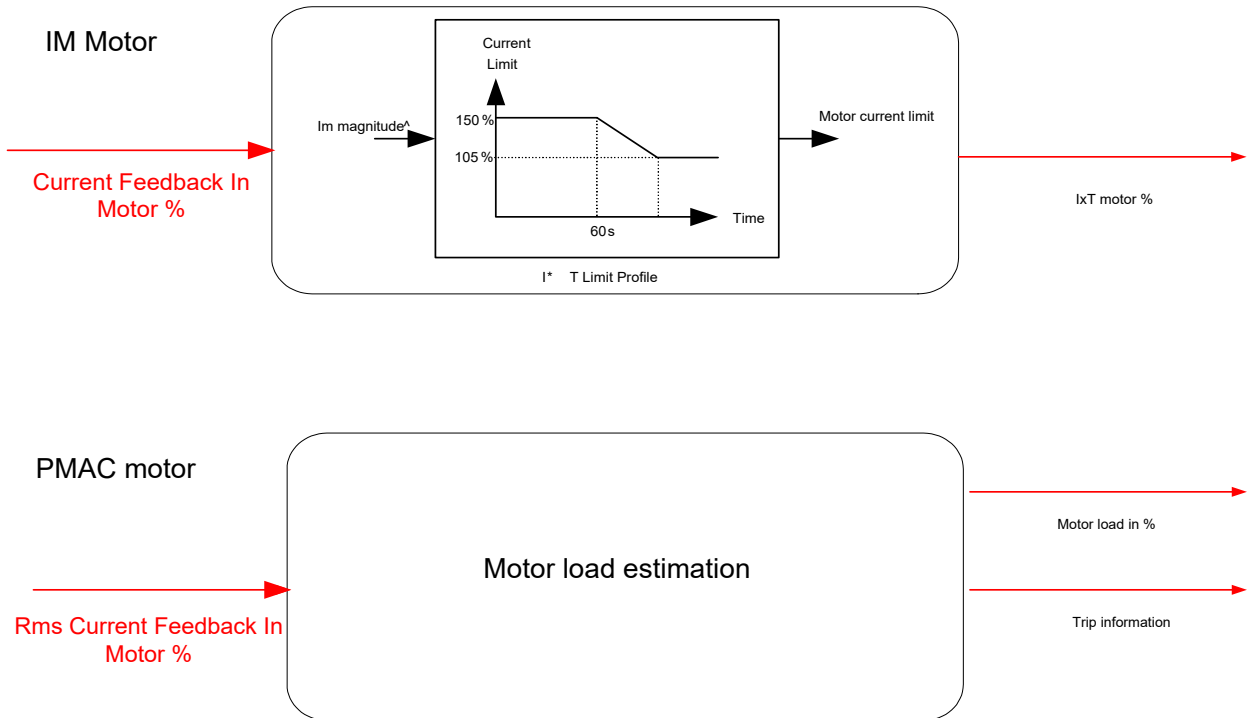 IM Motor
Current
Limit
150 %
105 %
60 s
Time
Im magnitude^
Motor current limit
I* T Limit Profile
Current Feedback In
Motor %
IxT motor %
PMAC motor
Motor load estimation
Rms Current Feedback In
Motor %
Motor load in %
Trip information